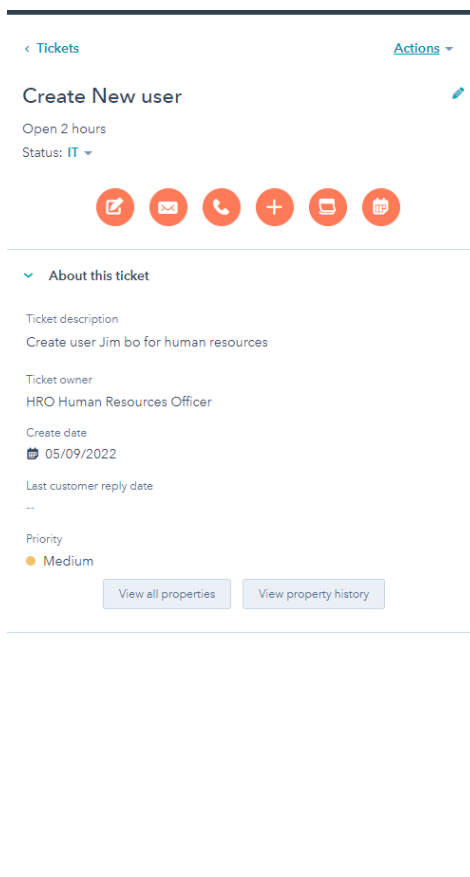 Tickets
Actions
Create New user
Open 2 hours
Status: IT
About this ticket
Ticket description
Create user Jim bo for human resources
Ticket owner
HRO Human Resources Officer
Create date
05/09/2022
Last customer reply date
--
Priority
Medium
View all properties
View property history